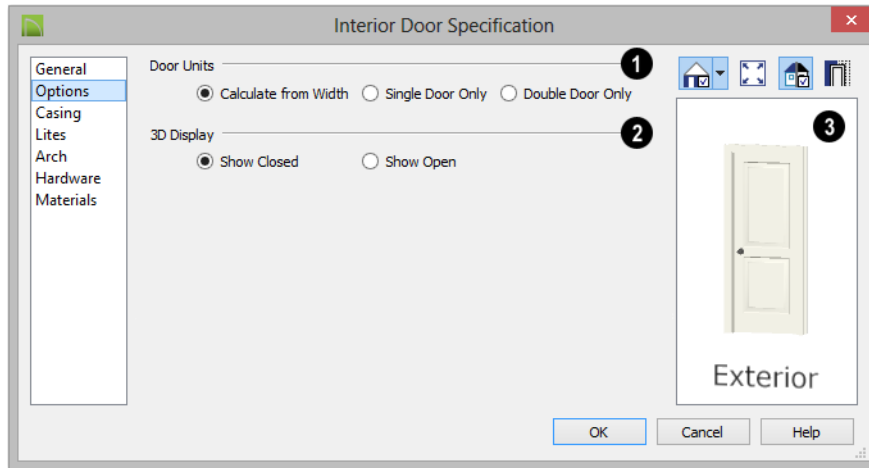 Interior Door Specification
General
Options
Casing
Lites
Arch
Hardware
Materials
Door Units 1
Calculate from Width Single Door Only Double Door Only
3D Display 2
Show Closed Show Open
3
Exterior
OK Cancel Help